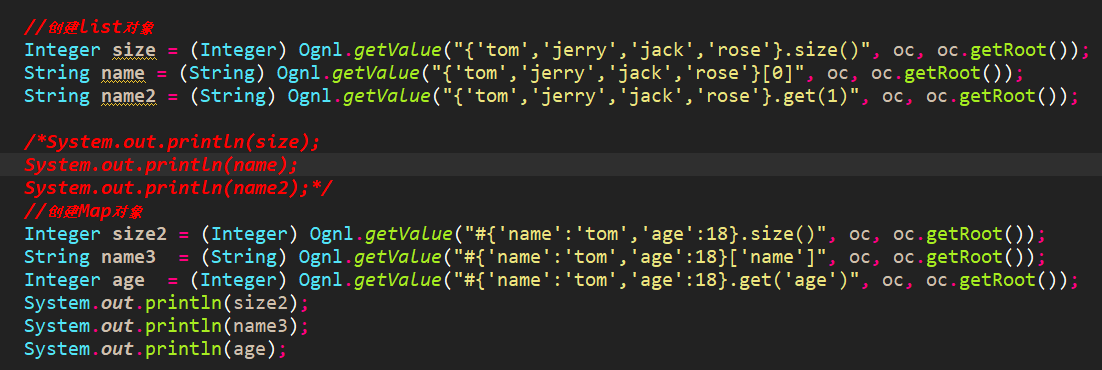 //创建list对象
Integer size = (Integer) Ognl.getValue("{'tom','jerry','jack','rose'}.size()", oc, oc.getRoot());
String name = (String) Ognl.getValue("{'tom','jerry','jack','rose'}[0]", oc, oc.getRoot());
String name2 = (String) Ognl.getValue("{'tom','jerry','jack','rose'}.get(1)", oc, oc.getRoot());
/*System.out.println(size);
System.out.println(name);
System.out.println(name2);*/
//创建Map对象
Integer size2 = (Integer) Ognl.getValue("#{'name':'tom','age':18}.size()", oc, oc.getRoot());
String name3  = (String) Ognl.getValue("#{'name':'tom','age':18}['name']", oc, oc.getRoot());
Integer age  = (Integer) Ognl.getValue("#{'name':'tom','age':18}.get('age')", oc, oc.getRoot());
System.out.println(size2);
System.out.println(name3);
System.out.println(age);